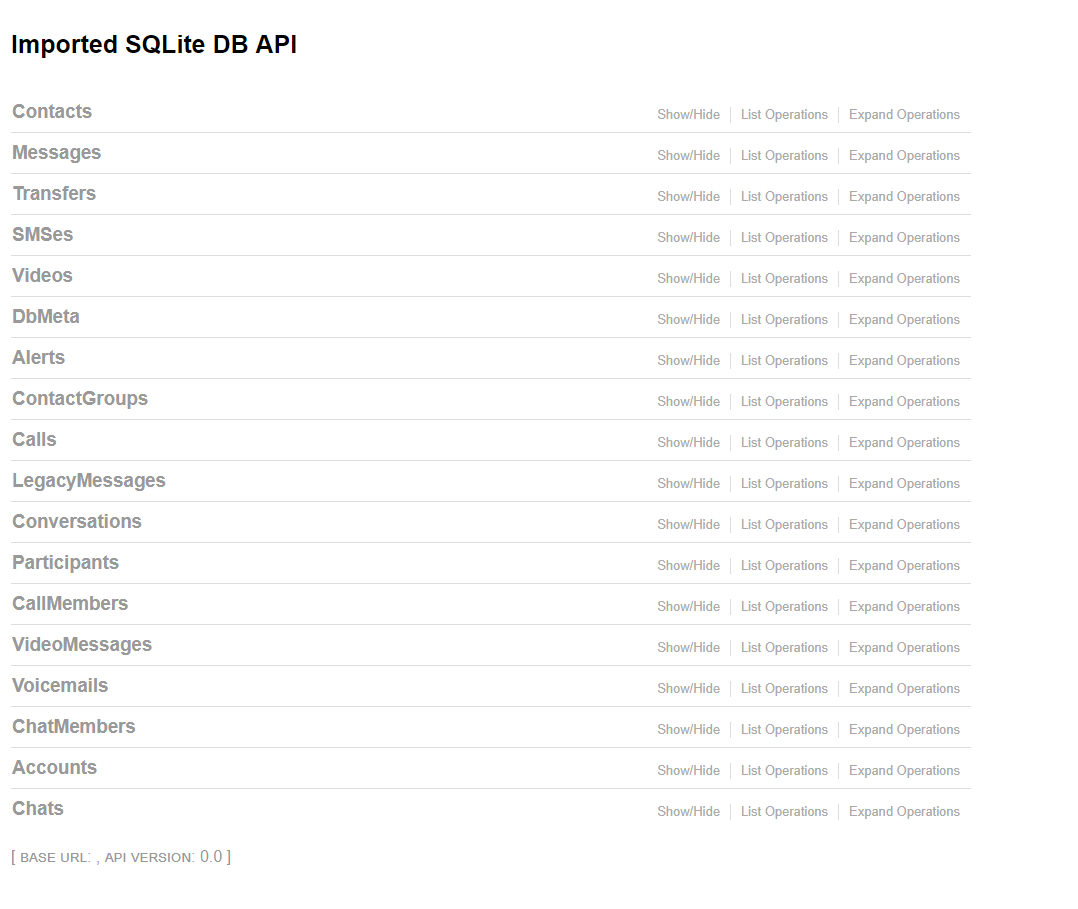 Imported SQLite DB API
Contacts Show/Hide List Operations Expand Operations
Messages Show/Hide List Operations Expand Operations
Transfers Show/Hide List Operations Expand Operations
SMSes Show/Hide List Operations Expand Operations
Videos Show/Hide List Operations Expand Operations
DbMeta Show/Hide List Operations Expand Operations
Alerts Show/Hide List Operations Expand Operations
ContactGroups Show/Hide List Operations Expand Operations
Calls Show/Hide List Operations Expand Operations
LegacyMessages Show/Hide List Operations Expand Operations
Conversations Show/Hide List Operations Expand Operations
Participants Show/Hide List Operations Expand Operations
CallMembers Show/Hide List Operations Expand Operations
VideoMessages Show/Hide List Operations Expand Operations
Voicemails Show/Hide List Operations Expand Operations
ChatMembers Show/Hide List Operations Expand Operations
Accounts Show/Hide List Operations Expand Operations
Chats Show/Hide List Operations Expand Operations
[ BASE URL: , API VERSION: 0.0 ]